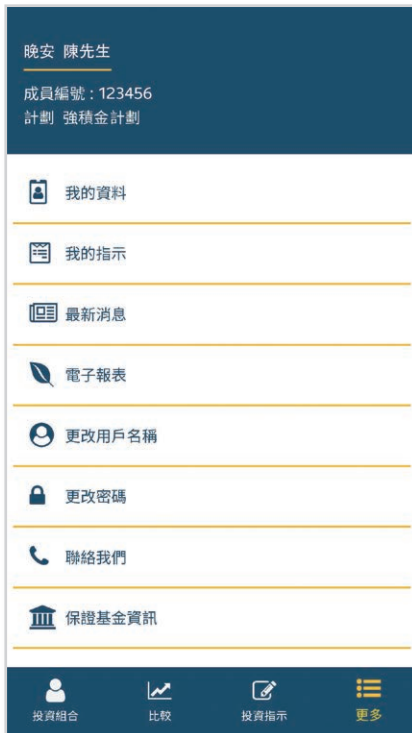 晚安 陳先生
成員編號：123456
計劃 強積金計劃
我的資料
我的指示
最新消息
電子報表
更改用戶名稱
更改密碼
聯絡我們
保證基金資訊
投資組合 比較 投資指示 更多